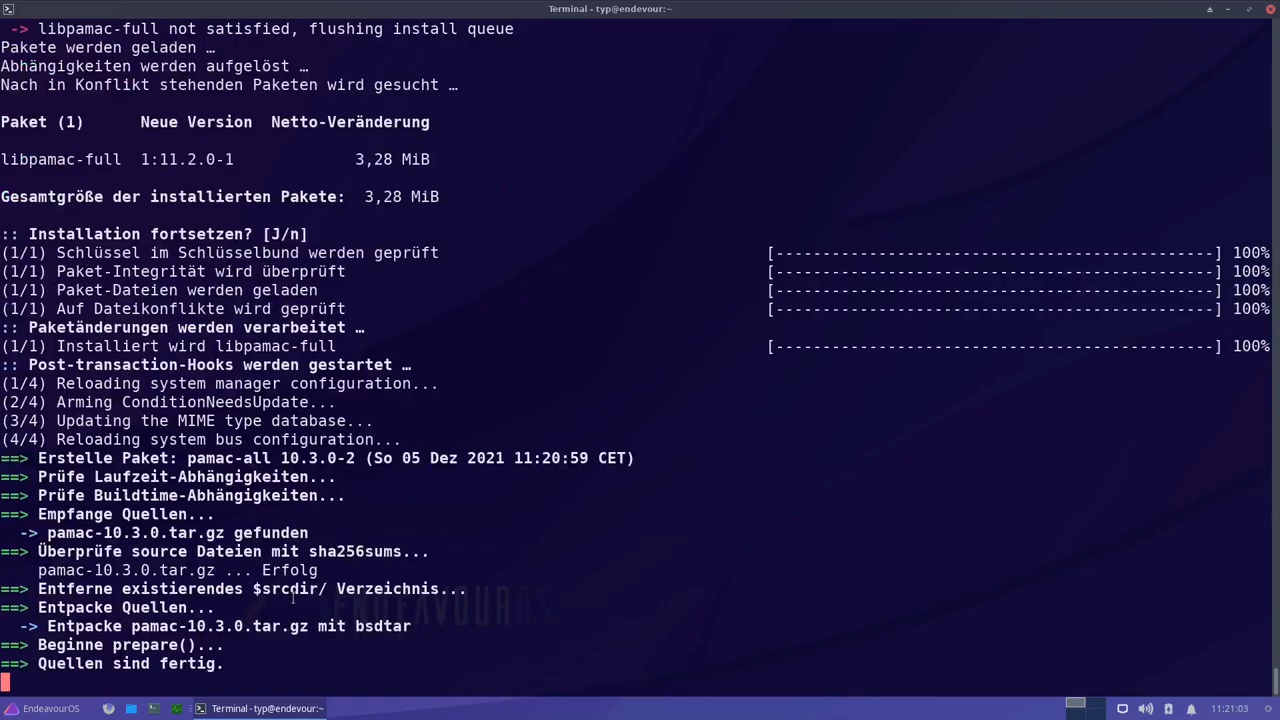 Terminal - typ@endevour:~
-> libpamac-full not satisfied, flushing install queue
Pakete werden geladen …
Abhängigkeiten werden aufgelöst …
Nach in Konflikt stehenden Paketen wird gesucht …
Paket (1) Neue Version Netto-Veränderung
libpamac-full 1:11.2.0-1 3,28 MiB
Gesamtgröße der installierten Pakete: 3,28 MiB
:: Installation fortsetzen? [J/n]
(1/1) Schlüssel im Schlüsselbund werden geprüft [-----------------------------------------------] 100%
(1/1) Paket-Integrität wird überprüft [-----------------------------------------------] 100%
(1/1) Paket-Dateien werden geladen [-----------------------------------------------] 100%
(1/1) Auf Dateikonflikte wird geprüft [-----------------------------------------------] 100%
:: Paketänderungen werden verarbeitet …
(1/1) Installiert wird libpamac-full [-----------------------------------------------] 100%
:: Post-transaction-Hooks werden gestartet …
(1/4) Reloading system manager configuration...
(2/4) Arming ConditionNeedsUpdate...
(3/4) Updating the MIME type database...
(4/4) Reloading system bus configuration...
==> Erstelle Paket: pamac-all 10.3.0-2 (So 05 Dez 2021 11:20:59 CET)
==> Prüfe Laufzeit-Abhängigkeiten...
==> Prüfe Buildtime-Abhängigkeiten...
==> Empfange Quellen...
-> pamac-10.3.0.tar.gz gefunden
==> Überprüfe source Dateien mit sha256sums...
pamac-10.3.0.tar.gz ... Erfolg
==> Entferne existierendes $srcdir/ Verzeichnis...
==> Entpacke Quellen...
-> Entpacke pamac-10.3.0.tar.gz mit bsdtar
==> Beginne prepare()...
==> Quellen sind fertig.
ENDEAVOUROS
EndeavourOS Terminal - typ@endevour:~ 11:21:03